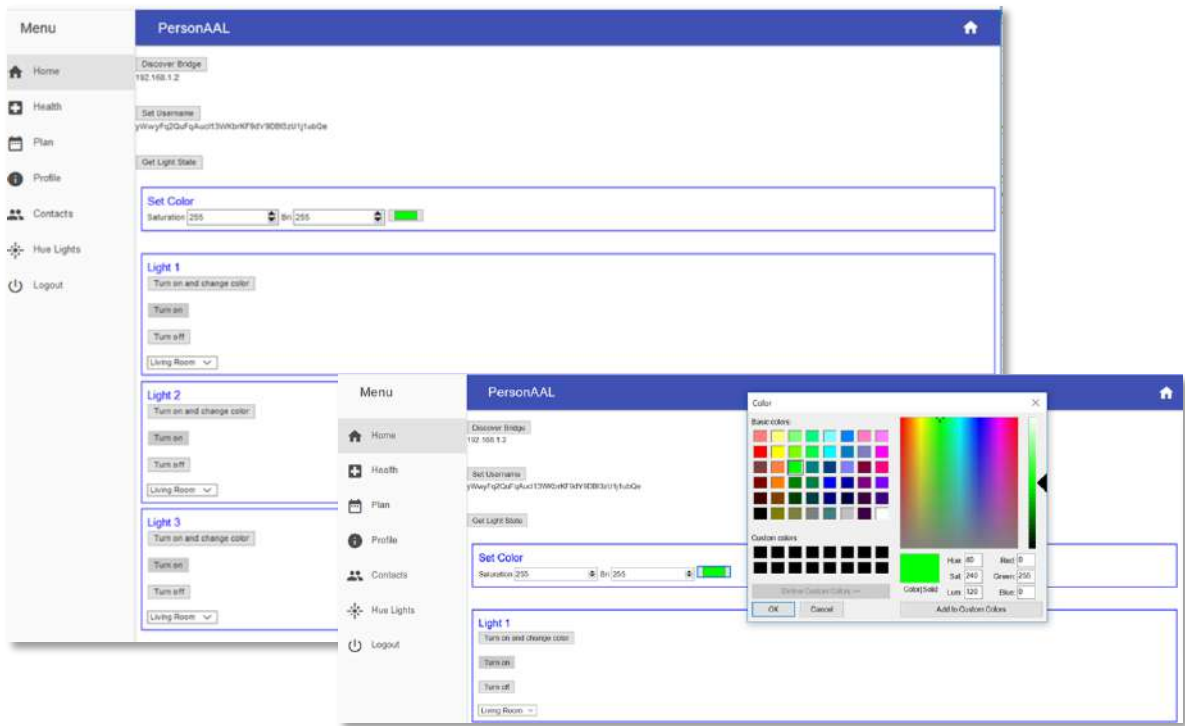 Menu
PersonAAL
Home
Health
Plan
Profile
Contacts
Hue Lights
Logout
Discover Bridge
192.168.1.2
Set Username
Get Light State
Set Color
Saturation 255 Bri 255
Light 1
Turn on and change color
Turn on
Turn off
Living Room
Light 2
Turn on and change color
Turn on
Turn off
Living Room
Light 3
Turn on and change color
Turn on
Turn off
Living Room
Menu
PersonAAL
Home
Health
Plan
Profile
Contacts
Hue Lights
Logout
Discover Bridge
192.168.1.2
Set Username
Get Light State
Set Color
Saturation 255 Bri 255
Light 1
Turn on and change color
Turn on
Turn off
Living Room
Color
Basic colors:
Custom colors:
Define Custom Colors >>
OK Cancel
Color|Solid
Hue: 80 Red: 0
Sat: 240 Green: 255
Lum: 120 Blue: 0
Add to Custom Colors